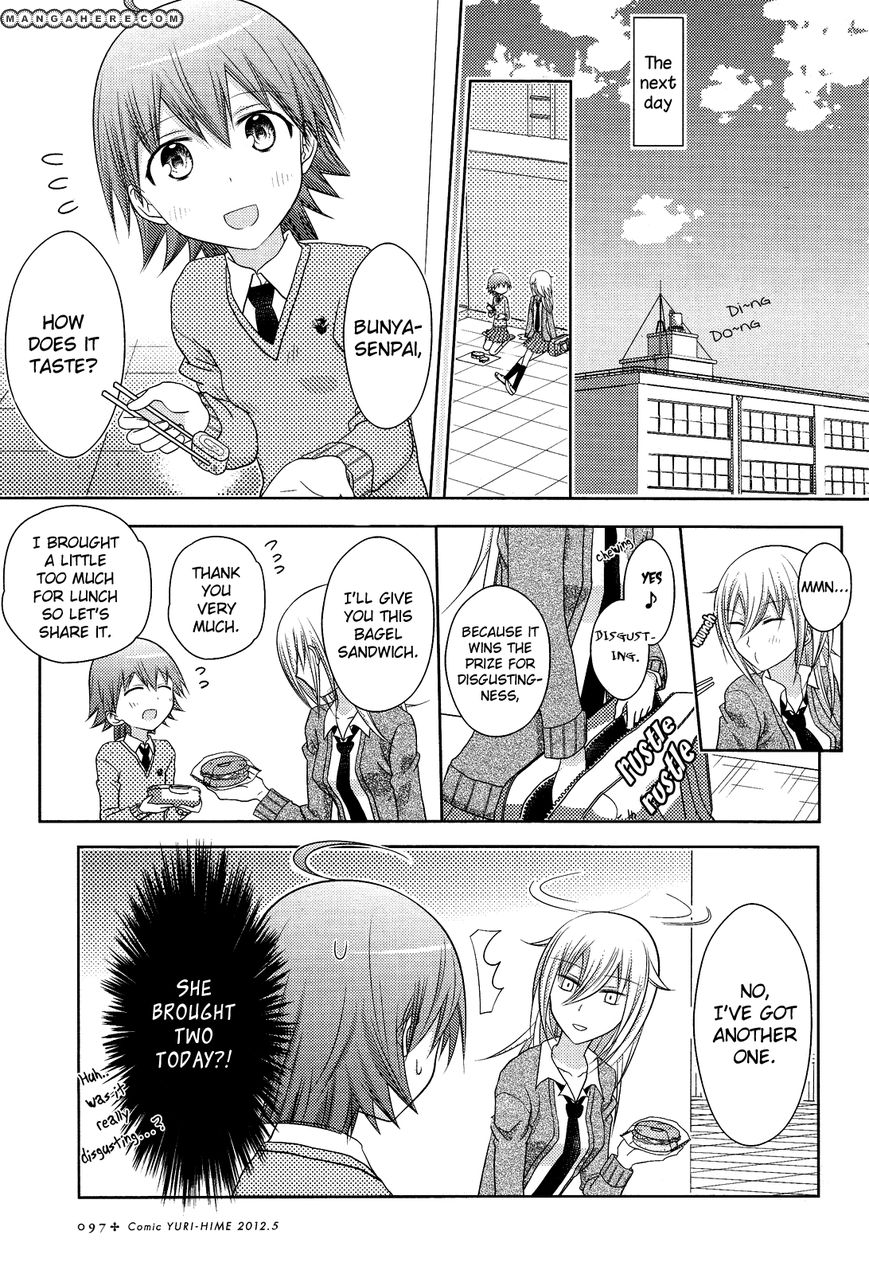 MANGAHERE.COM
The
next
day
DI~NG
DO~NG
BUNYA-
SENPAI,
HOW
DOES IT
TASTE?
MMN...
munch
YES
♪
chewing
DISGUST-
ING.
BECAUSE IT
WINS THE
PRIZE FOR
DISGUSTING-
NESS,
rustle
rustle
I'LL GIVE
YOU THIS
BAGEL
SANDWICH.
THANK
YOU
VERY
MUCH.
I BROUGHT
A LITTLE
TOO MUCH
FOR LUNCH
SO LET'S
SHARE IT.
NO,
I'VE GOT
ANOTHER
ONE.
SHE
BROUGHT
TWO
TODAY?!
Huh..
was it
really
disgusting...?
097✢ Comic YURI-HIME 2012.5